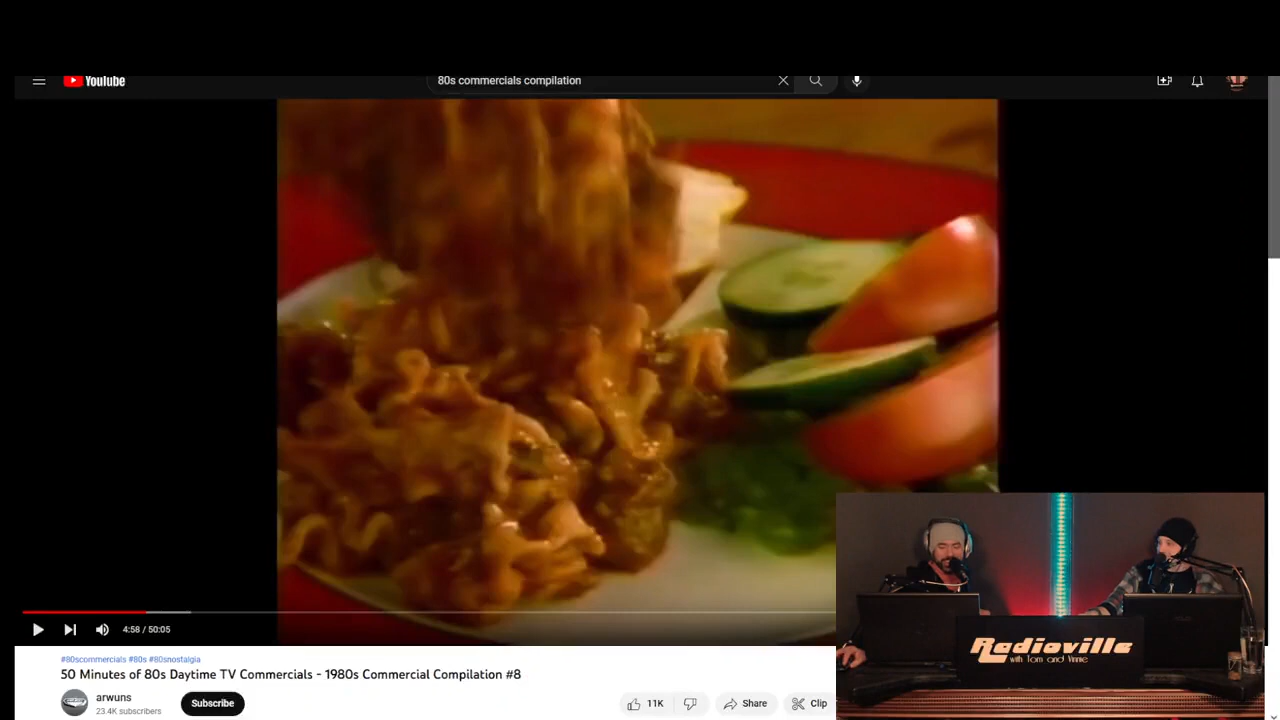 YouTube
80s commercials compilation
4:58 / 50:05
#80scommercials #80s #80snostalgia
50 Minutes of 80s Daytime TV Commercials - 1980s Commercial Compilation #8
arwuns
23.4K subscribers
Subscribe
11K
Share
Clip
Radioville
with Tom and Vinnie